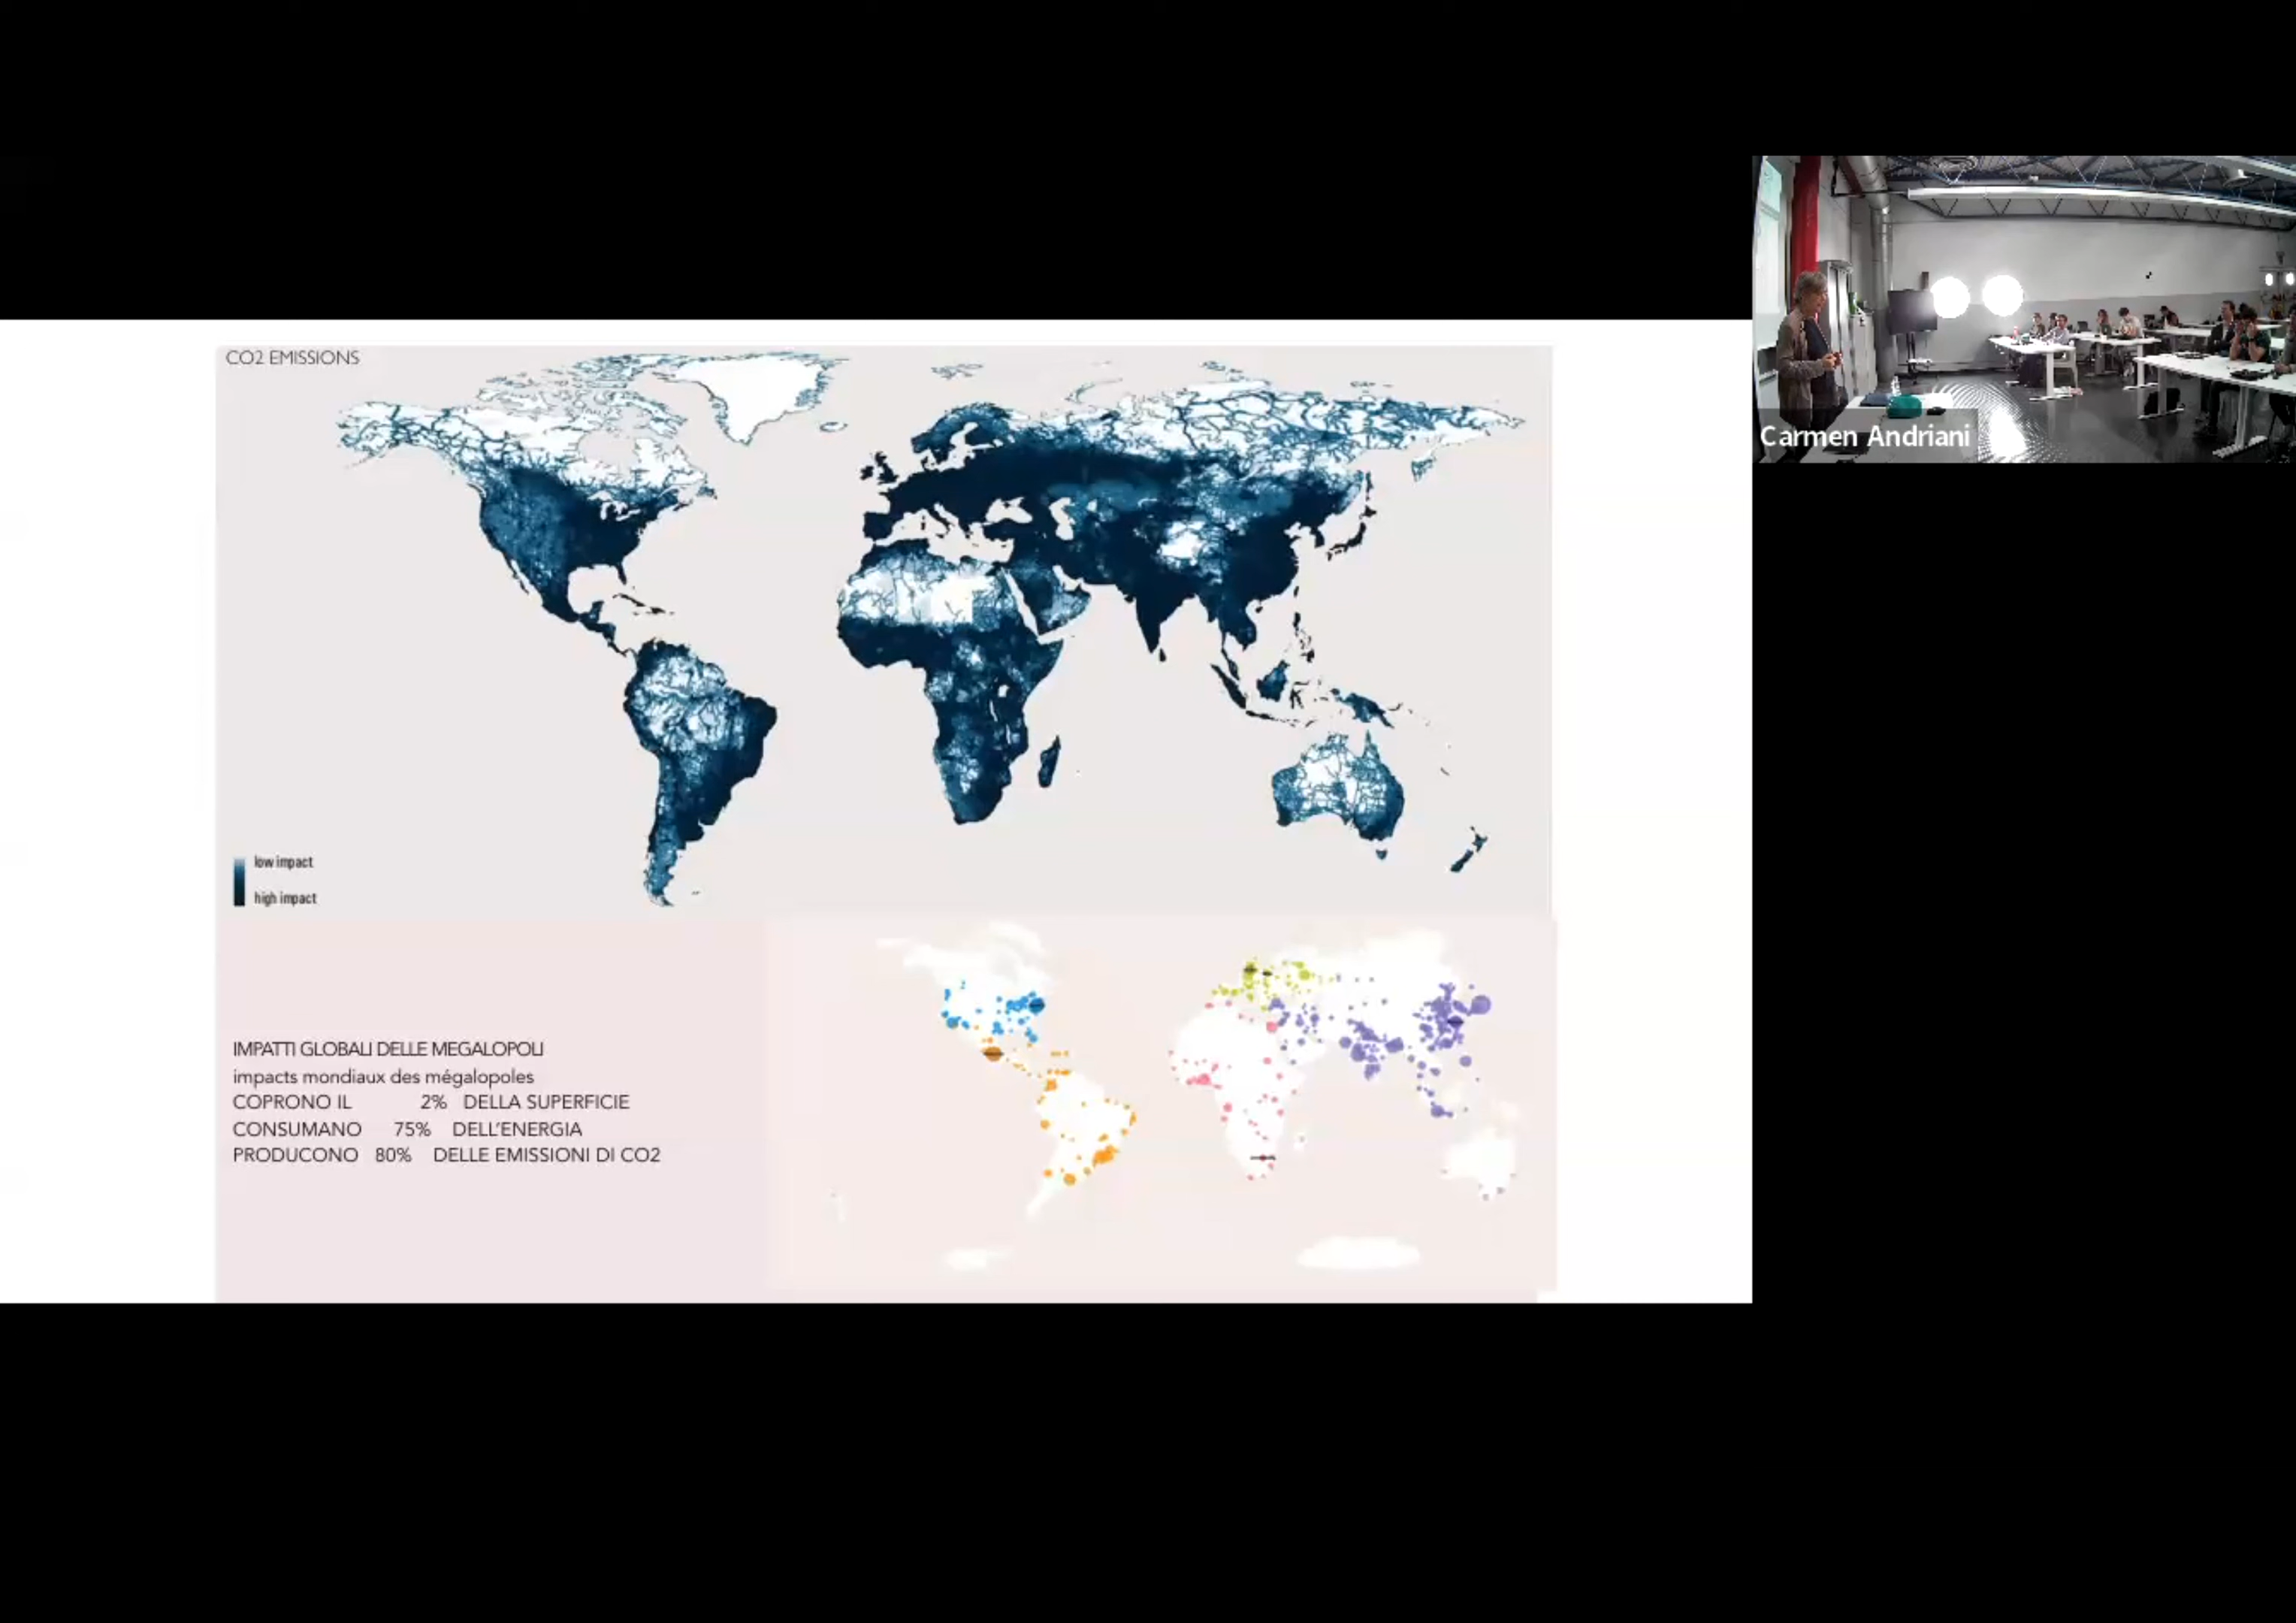 CO2 EMISSIONS
Carmen Andriani
low impact
high impact
IMPATTI GLOBALI DELLE MEGALOPOLI
impacts mondiaux des mégalopoles
COPRONO IL 2% DELLA SUPERFICIE
CONSUMANO 75% DELL'ENERGIA
PRODUCONO 80% DELLE EMISSIONI DI CO2